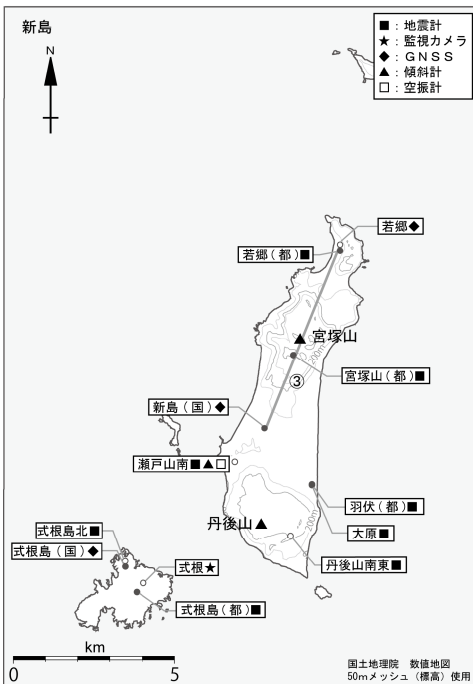 新島
N
■：地震計
★：監視カメラ
◆：ＧＮＳＳ
▲：傾斜計
□：空振計
若郷◆
若郷（都）■
宮塚山
200m
宮塚山（都）■
③
新島（国）◆
瀬戸山南■▲□
羽伏（都）■
丹後山
100m
大原■
丹後山南東■
式根島北■
式根島（国）◆
式根★
式根島（都）■
km
0 5
国土地理院　数値地図
50mメッシュ（標高）使用